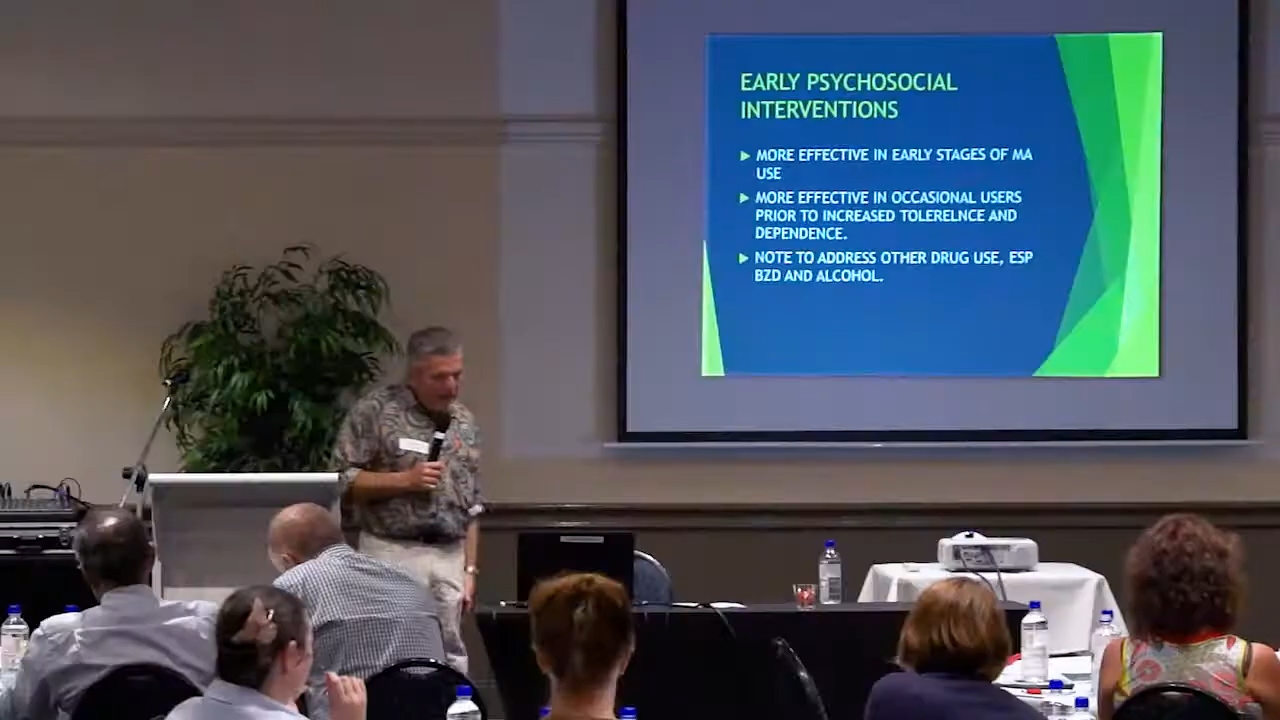 EARLY PSYCHOSOCIAL
INTERVENTIONS
MORE EFFECTIVE IN EARLY STAGES OF MA
USE
MORE EFFECTIVE IN OCCASIONAL USERS
PRIOR TO INCREASED TOLERELNCE AND
DEPENDENCE.
NOTE TO ADDRESS OTHER DRUG USE, ESP
BZD AND ALCOHOL.